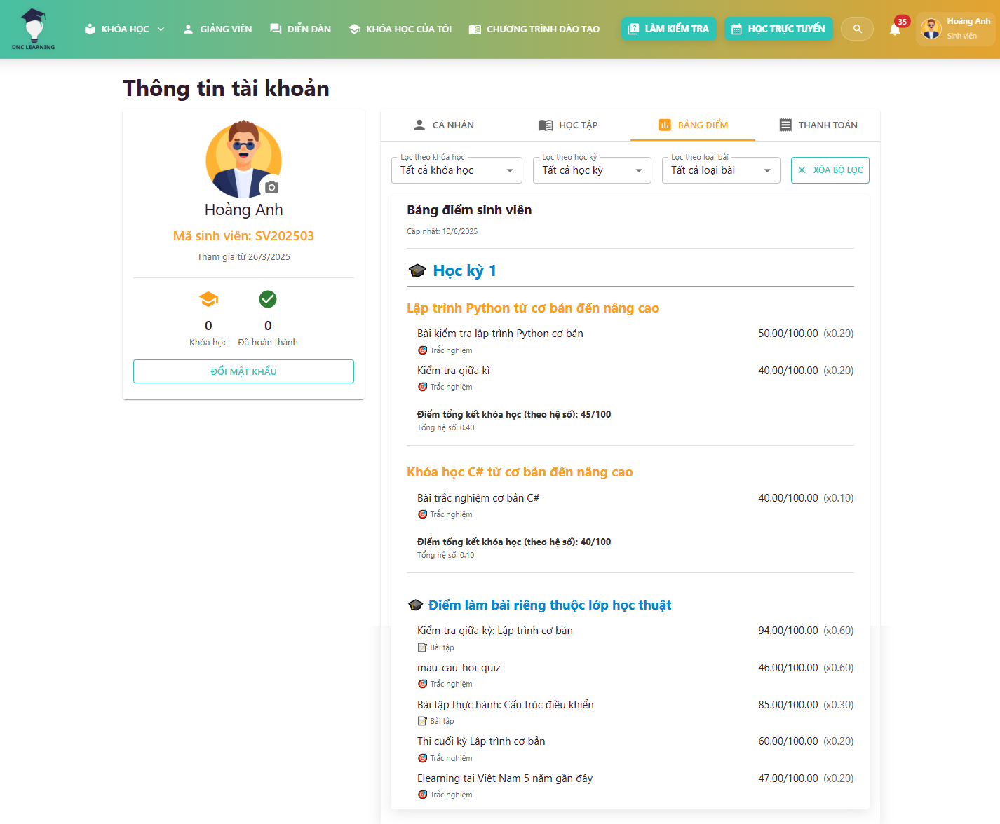 DNC LEARNING
KHÓA HỌC
GIẢNG VIÊN
DIỄN ĐÀN
KHÓA HỌC CỦA TÔI
CHƯƠNG TRÌNH ĐÀO TẠO
LÀM KIỂM TRA
HỌC TRỰC TUYẾN
35
Hoàng Anh
Sinh viên
Thông tin tài khoản
Hoàng Anh
Mã sinh viên: SV202503
Tham gia từ 26/3/2025
0
Khóa học
0
Đã hoàn thành
ĐỔI MẬT KHẨU
CÁ NHÂN
HỌC TẬP
BẢNG ĐIỂM
THANH TOÁN
Lọc theo khóa học
Tất cả khóa học
Lọc theo học kỳ
Tất cả học kỳ
Lọc theo loại bài
Tất cả loại bài
XÓA BỘ LỌC
Bảng điểm sinh viên
Cập nhật: 10/6/2025
Học kỳ 1
Lập trình Python từ cơ bản đến nâng cao
Bài kiểm tra lập trình Python cơ bản 50.00/100.00 (x0.20)
Trắc nghiệm
Kiểm tra giữa kì 40.00/100.00 (x0.20)
Trắc nghiệm
Điểm tổng kết khóa học (theo hệ số): 45/100
Tổng hệ số: 0.40
Khóa học C# từ cơ bản đến nâng cao
Bài trắc nghiệm cơ bản C# 40.00/100.00 (x0.10)
Trắc nghiệm
Điểm tổng kết khóa học (theo hệ số): 40/100
Tổng hệ số: 0.10
Điểm làm bài riêng thuộc lớp học thuật
Kiểm tra giữa kỳ: Lập trình cơ bản 94.00/100.00 (x0.60)
Bài tập
mau-cau-hoi-quiz 46.00/100.00 (x0.60)
Trắc nghiệm
Bài tập thực hành: Cấu trúc điều khiển 85.00/100.00 (x0.30)
Bài tập
Thi cuối kỳ Lập trình cơ bản 60.00/100.00 (x0.20)
Trắc nghiệm
Elearning tại Việt Nam 5 năm gần đây 47.00/100.00 (x0.20)
Trắc nghiệm